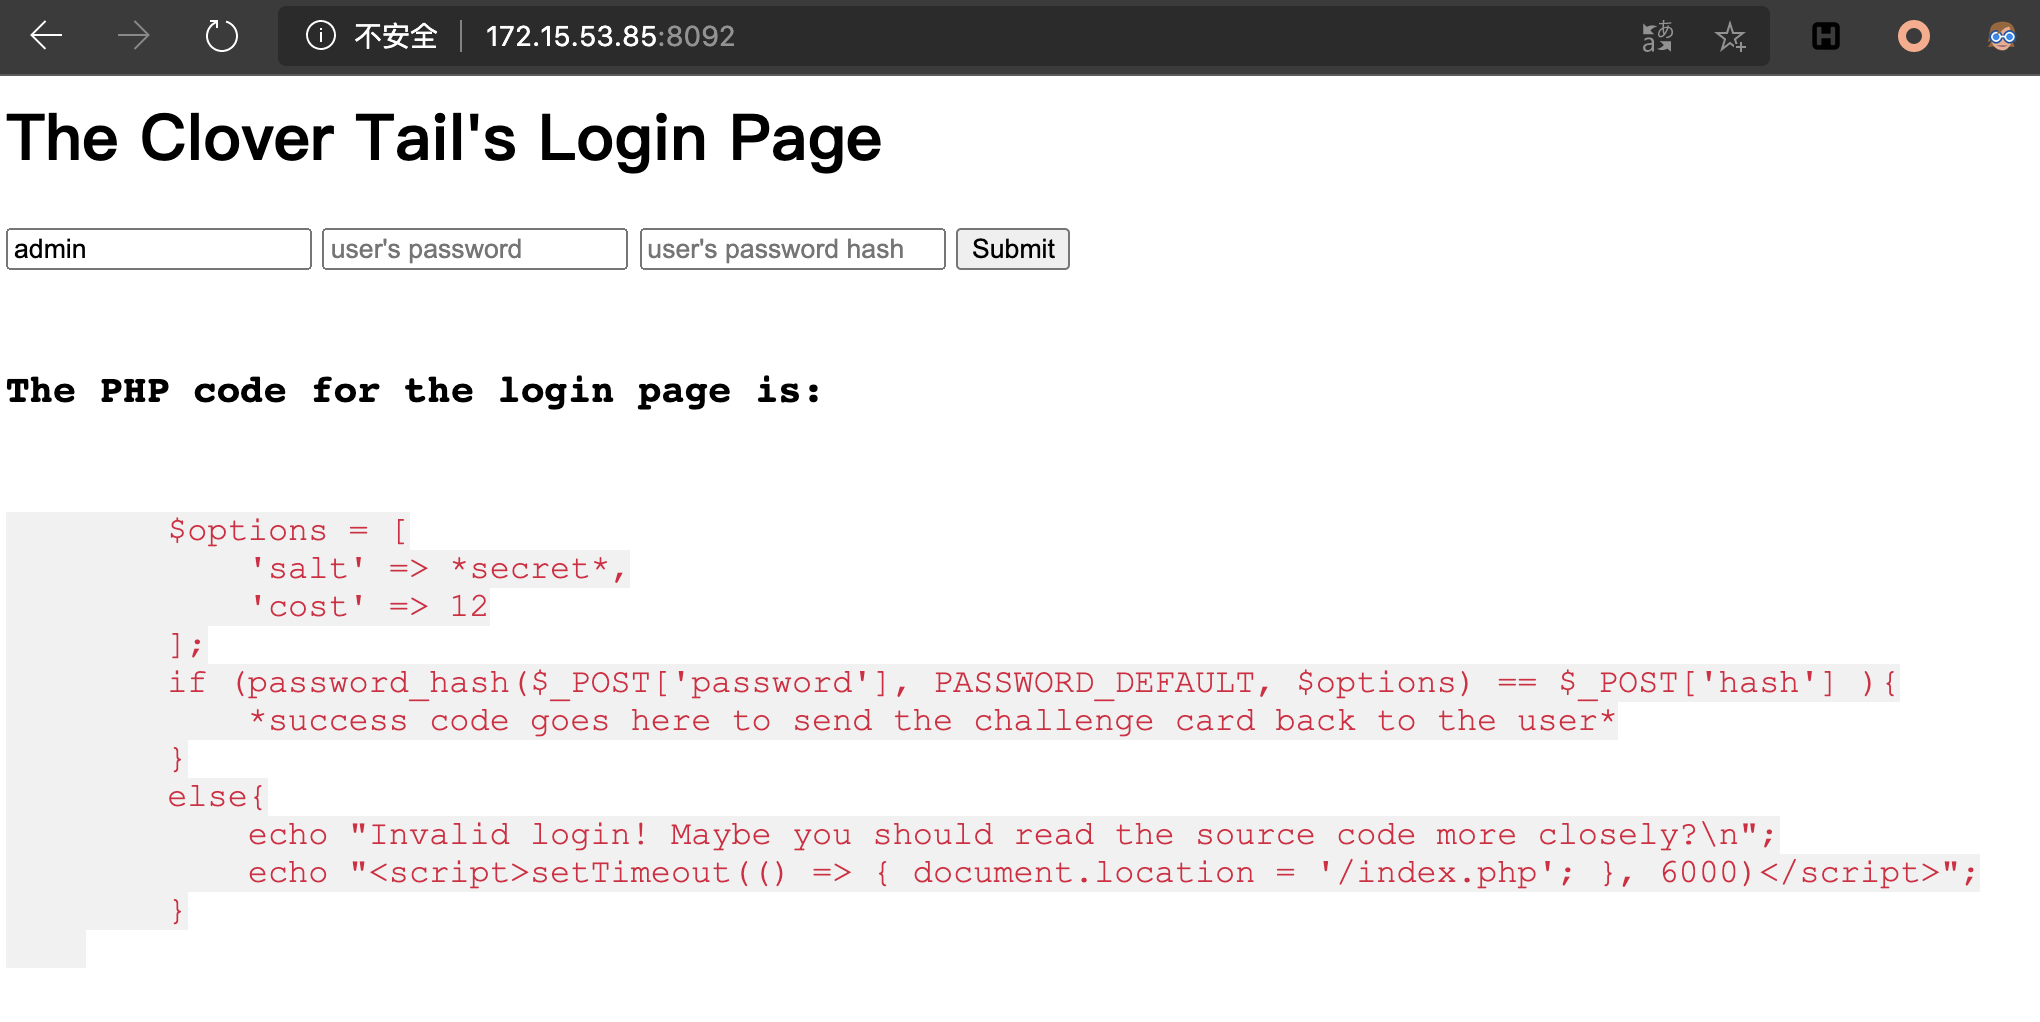 不安全 172.15.53.85:8092
The Clover Tail's Login Page
admin user's password user's password hash Submit
The PHP code for the login page is:
$options = [
'salt' => *secret*,
'cost' => 12
];
if (password_hash($_POST['password'], PASSWORD_DEFAULT, $options) == $_POST['hash'] ){
*success code goes here to send the challenge card back to the user*
}
else{
echo "Invalid login! Maybe you should read the source code more closely?\n";
echo "<script>setTimeout(() => { document.location = '/index.php'; }, 6000)</script>";
}